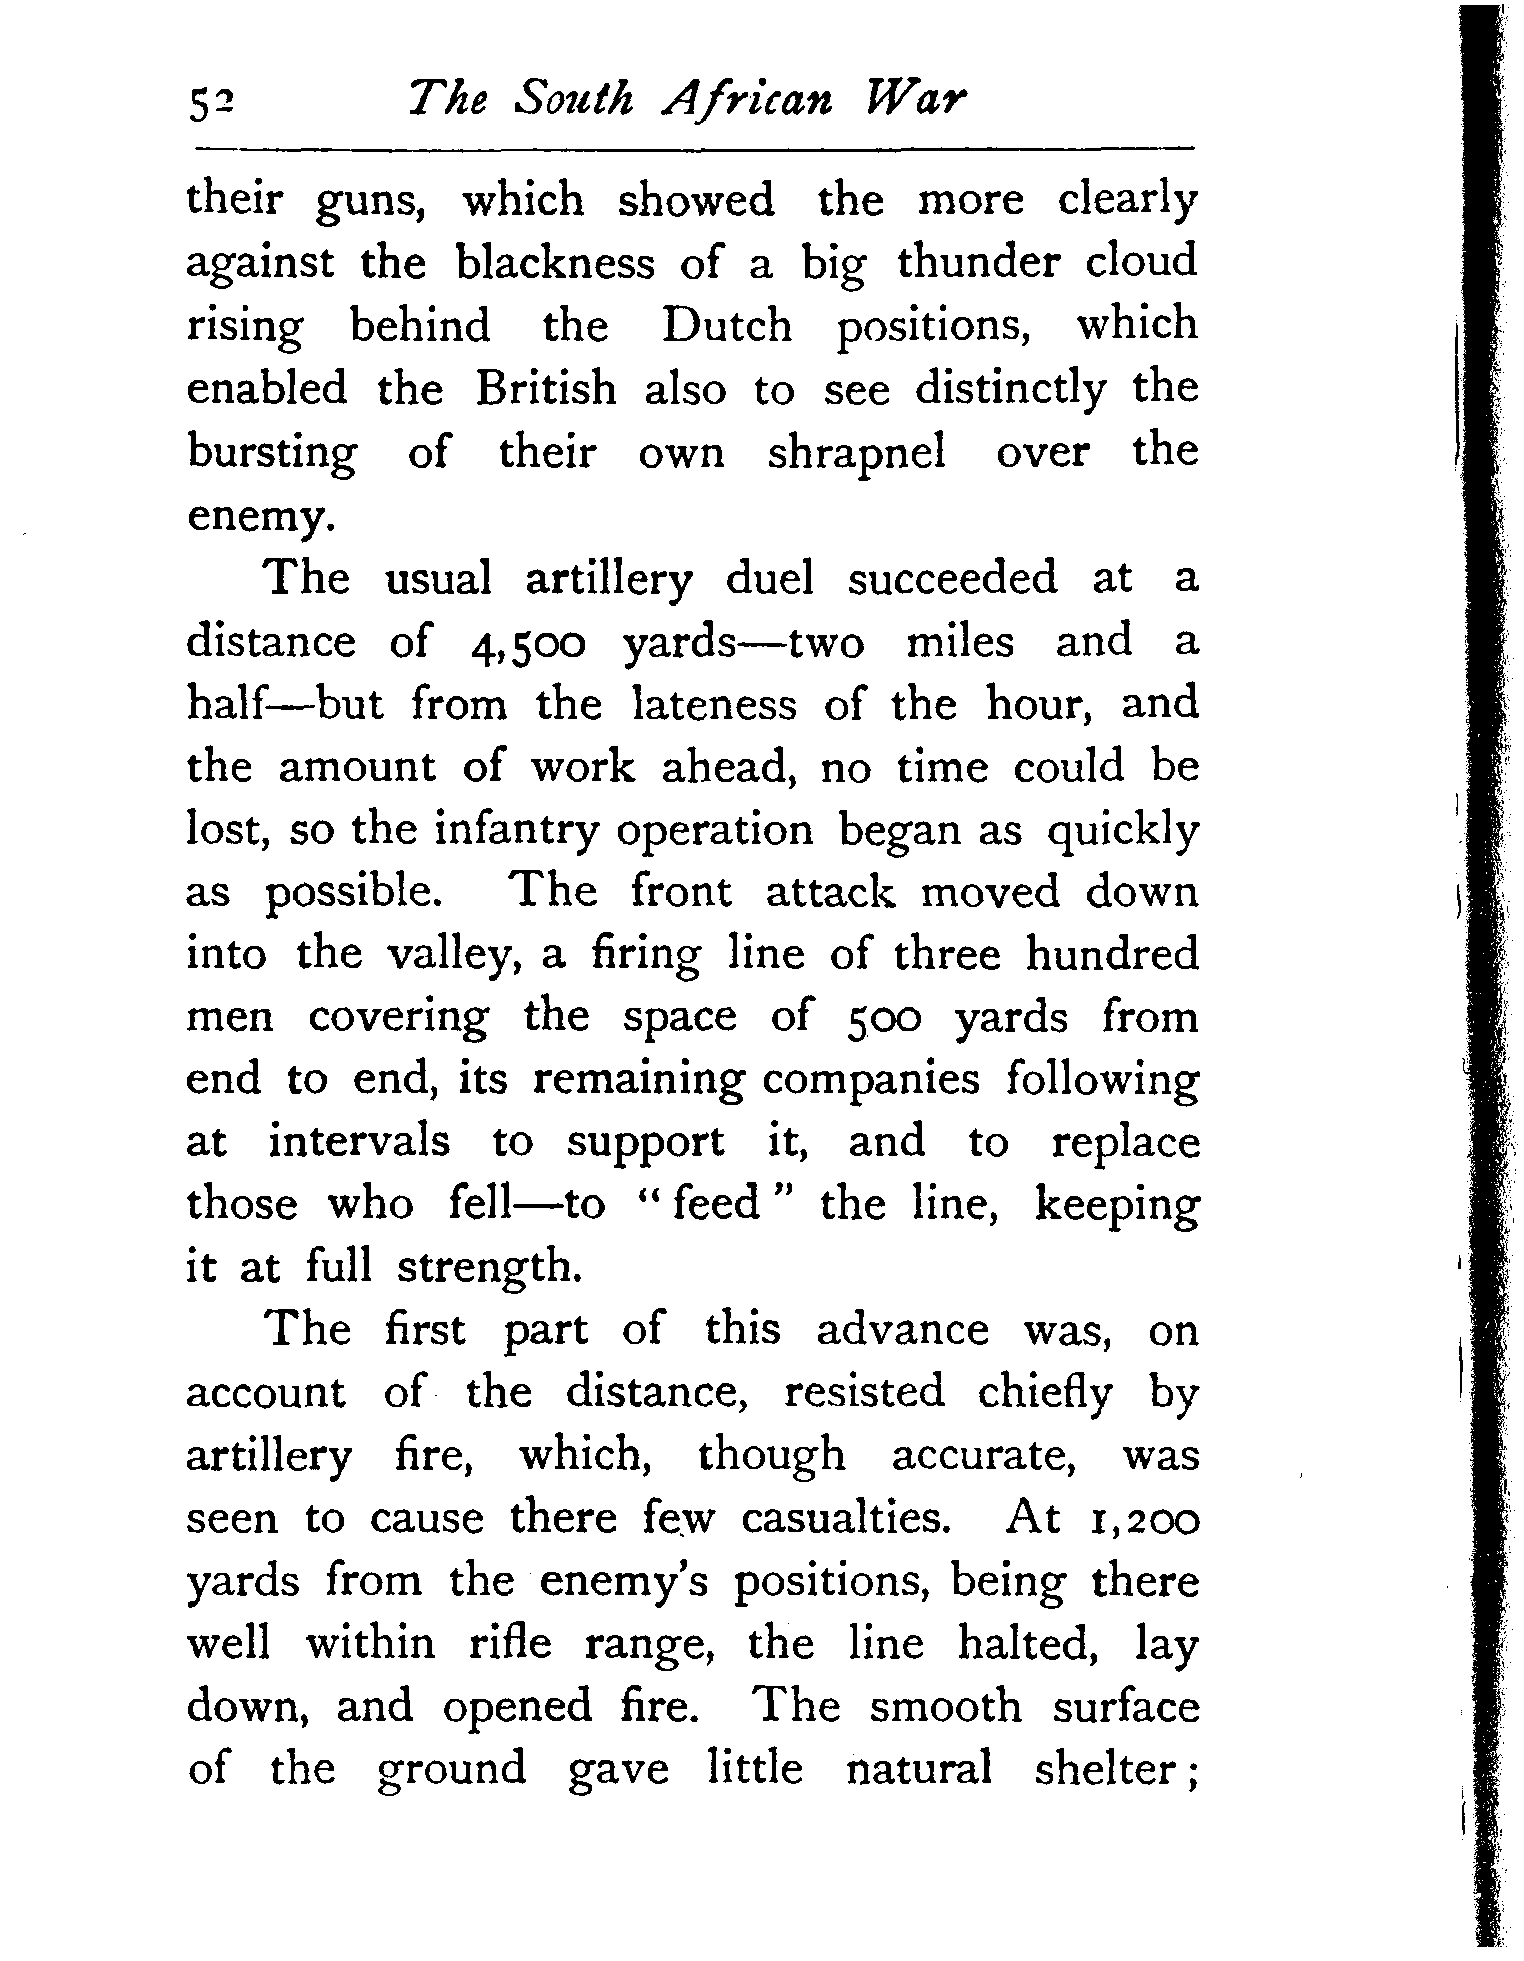 52 The South African War
their guns, which showed the more clearly
against the blackness of a big thunder cloud
rising behind the Dutch positions, which
enabled the British also to see distinctly the
bursting of their own shrapnel over the
enemy.
The usual artillery duel succeeded at a
distance of 4,500 yards—two miles and a
half—but from the lateness of the hour, and
the amount of work ahead, no time could be
lost, so the infantry operation began as quickly
as possible. The front attack moved down
into the valley, a firing line of three hundred
men covering the space of 500 yards from
end to end, its remaining companies following
at intervals to support it, and to replace
those who fell—to “ feed ” the line, keeping
it at full strength.
The first part of this advance was, on
account of the distance, resisted chiefly by
artillery fire, which, though accurate, was
seen to cause there few casualties. At 1,200
yards from the enemy's positions, being there
well within rifle range, the line halted, lay
down, and opened fire. The smooth surface
of the ground gave little natural shelter ;